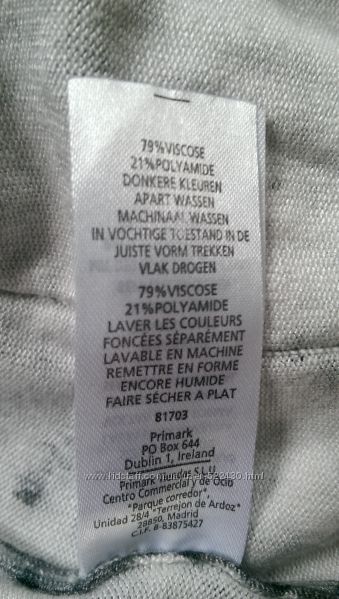 79%VISCOSE
21%POLYAMIDE
DONKERE KLEUREN
APART WASSEN
MACHINAAL WASSEN
IN VOCHTIGE TOESTAND IN DE
JUISTE VORM TREKKEN
VLAK DROGEN
79%VISCOSE
21%POLYAMIDE
LAVER LES COULEURS
FONCÉES SÉPARÉMENT
LAVABLE EN MACHINE
REMETTRE EN FORME
ENCORE HUMIDE
FAIRE SÉCHER A PLAT
81703
Primark
PO Box 644
Dublin 1, Ireland
Primark Tiendas S.L.U
Centro Commercial y de Ocio
"Parque corredor",
Unidad 28/4 "Terrejon de Ardoz"
28850, Madrid
C.I.F. B-83875427